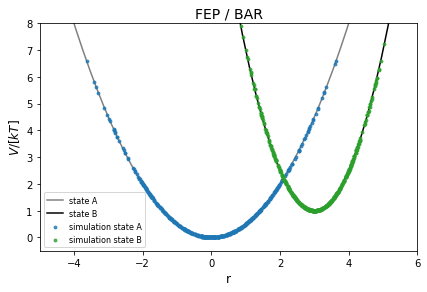 FEP / BAR
V/[kT]
8
7
6
5
4
3
2
1
0
state A
state B
simulation state A
simulation state B
−4
−2
0
2
4
6
r